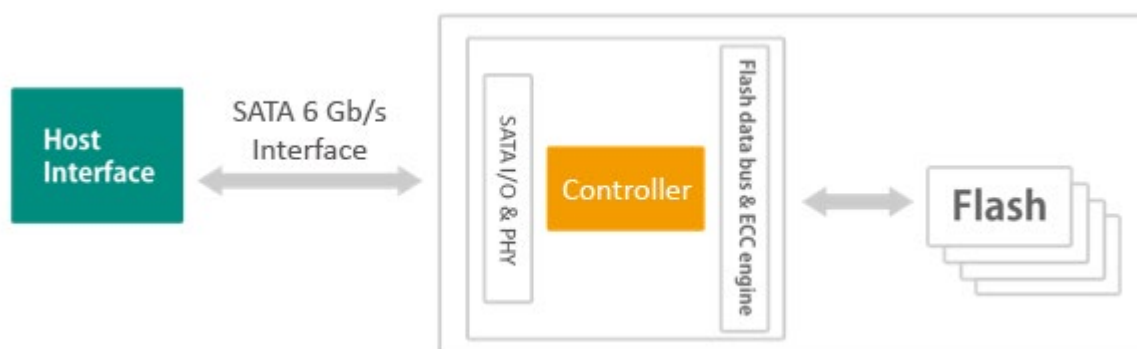 Host
Interface
SATA 6 Gb/s
Interface
SATA I/O & PHY
Controller
Flash data bus & ECC engine
Flash